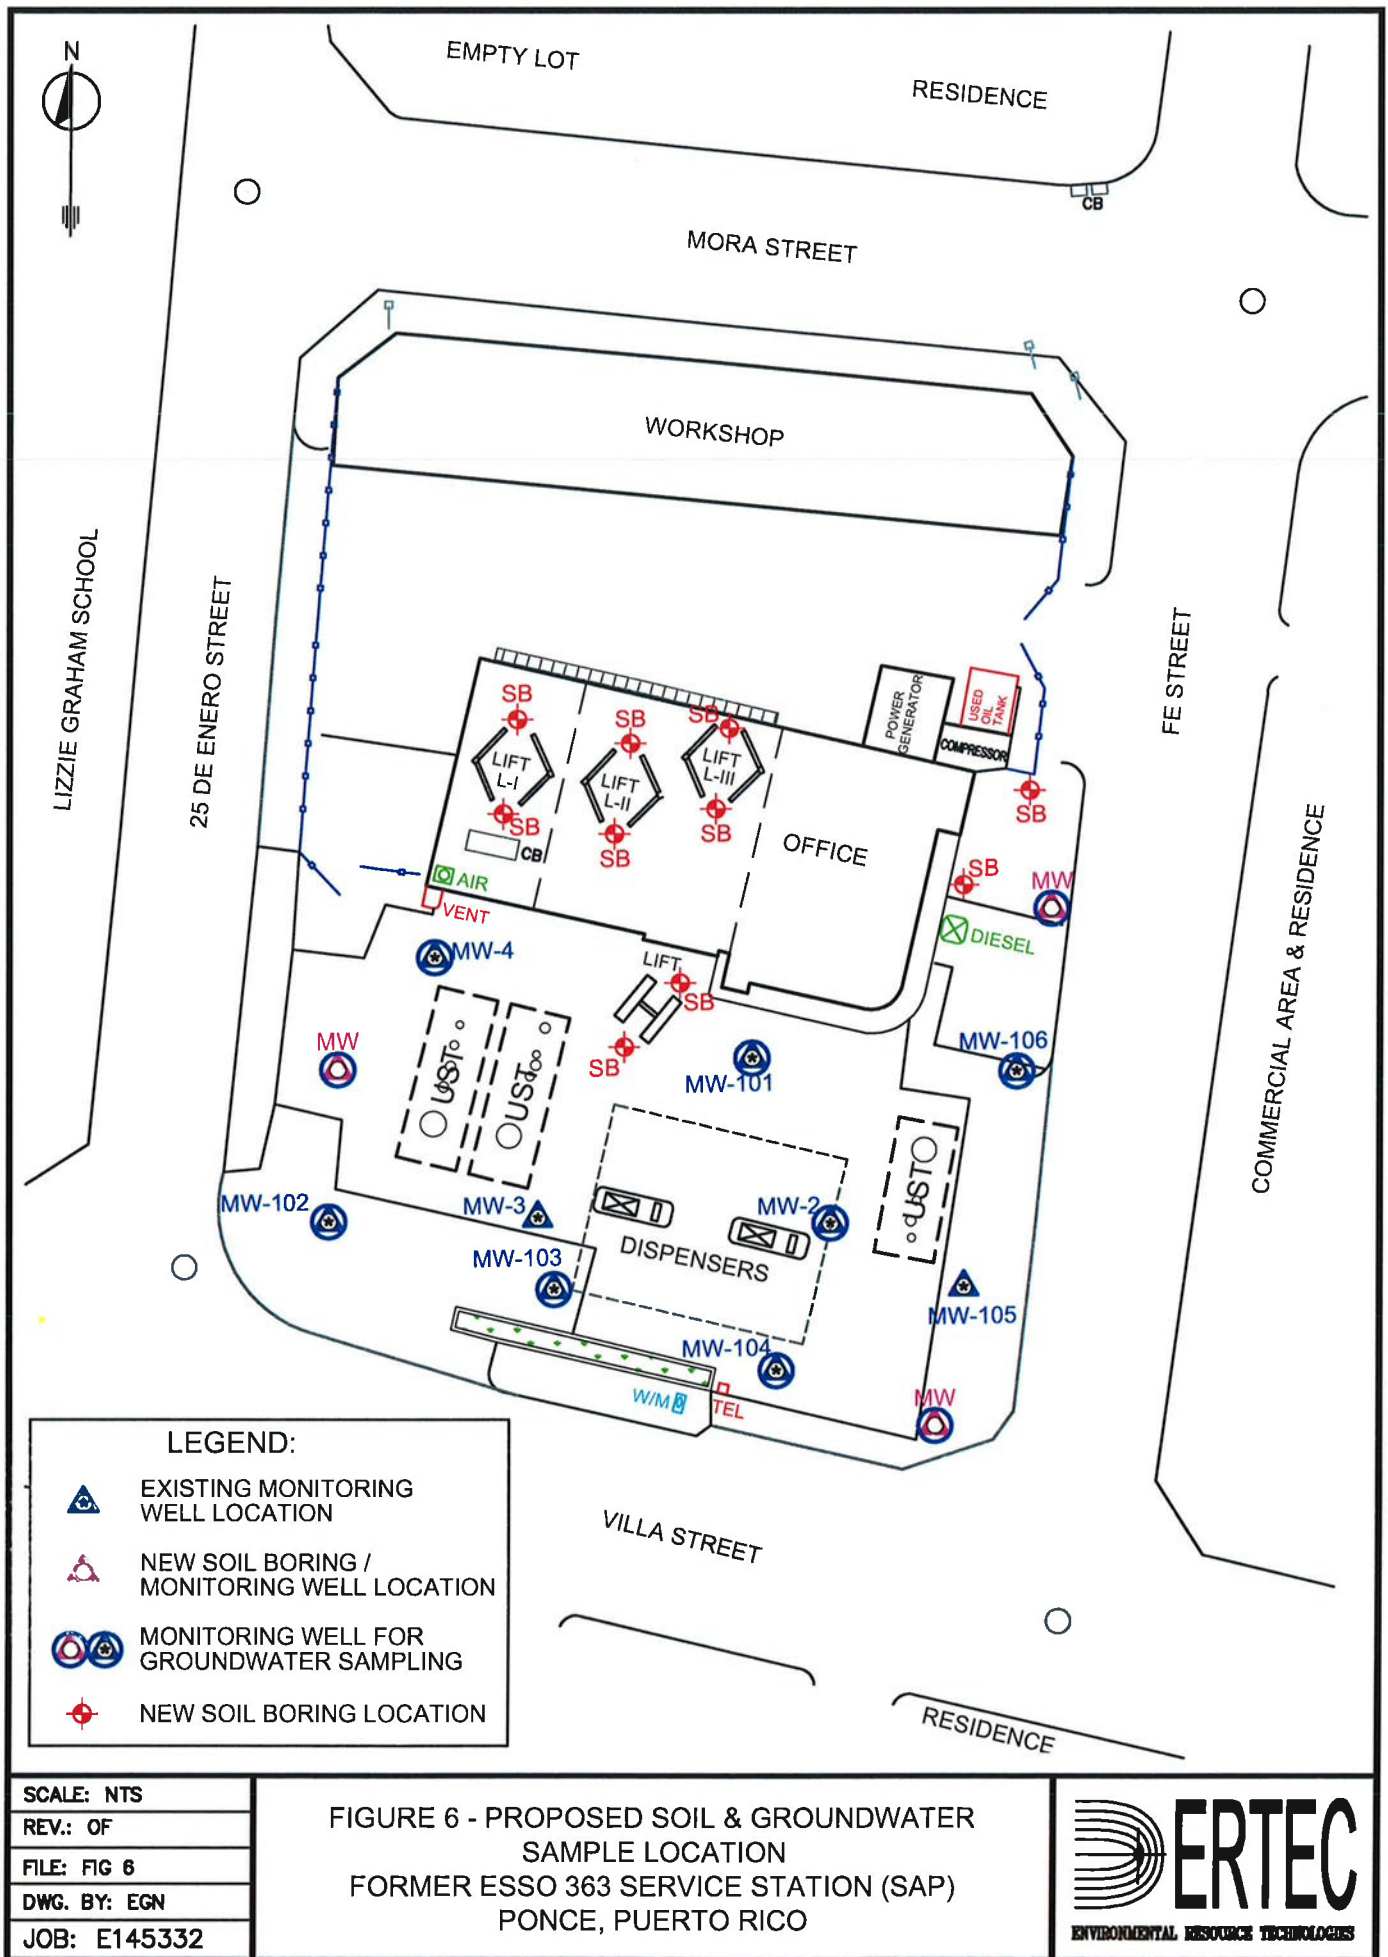 N
EMPTY LOT
RESIDENCE
CB
MORA STREET
WORKSHOP
LIZZIE GRAHAM SCHOOL
25 DE ENERO STREET
FE STREET
COMMERCIAL AREA & RESIDENCE
SB
SB
SB
LIFT
L-I
LIFT
L-II
LIFT
L-III
SB
SB
SB
CB
AIR
VENT
POWER
GENERATOR
USED
OIL
TANK
COMPRESSOR
SB
OFFICE
SB
MW
DIESEL
MW-4
LIFT
SB
SB
MW
MW-101
MW-106
UST
UST
UST
MW-102
MW-3
MW-2
DISPENSERS
MW-103
MW-105
MW-104
W/M
TEL
MW
LEGEND:
EXISTING MONITORING
WELL LOCATION
NEW SOIL BORING /
MONITORING WELL LOCATION
MONITORING WELL FOR
GROUNDWATER SAMPLING
NEW SOIL BORING LOCATION
VILLA STREET
RESIDENCE
SCALE: NTS
REV.: OF
FILE: FIG 6
DWG. BY: EGN
JOB: E145332
FIGURE 6 - PROPOSED SOIL & GROUNDWATER
SAMPLE LOCATION
FORMER ESSO 363 SERVICE STATION (SAP)
PONCE, PUERTO RICO
ERTEC
ENVIRONMENTAL RESOURCE TECHNOLOGIES